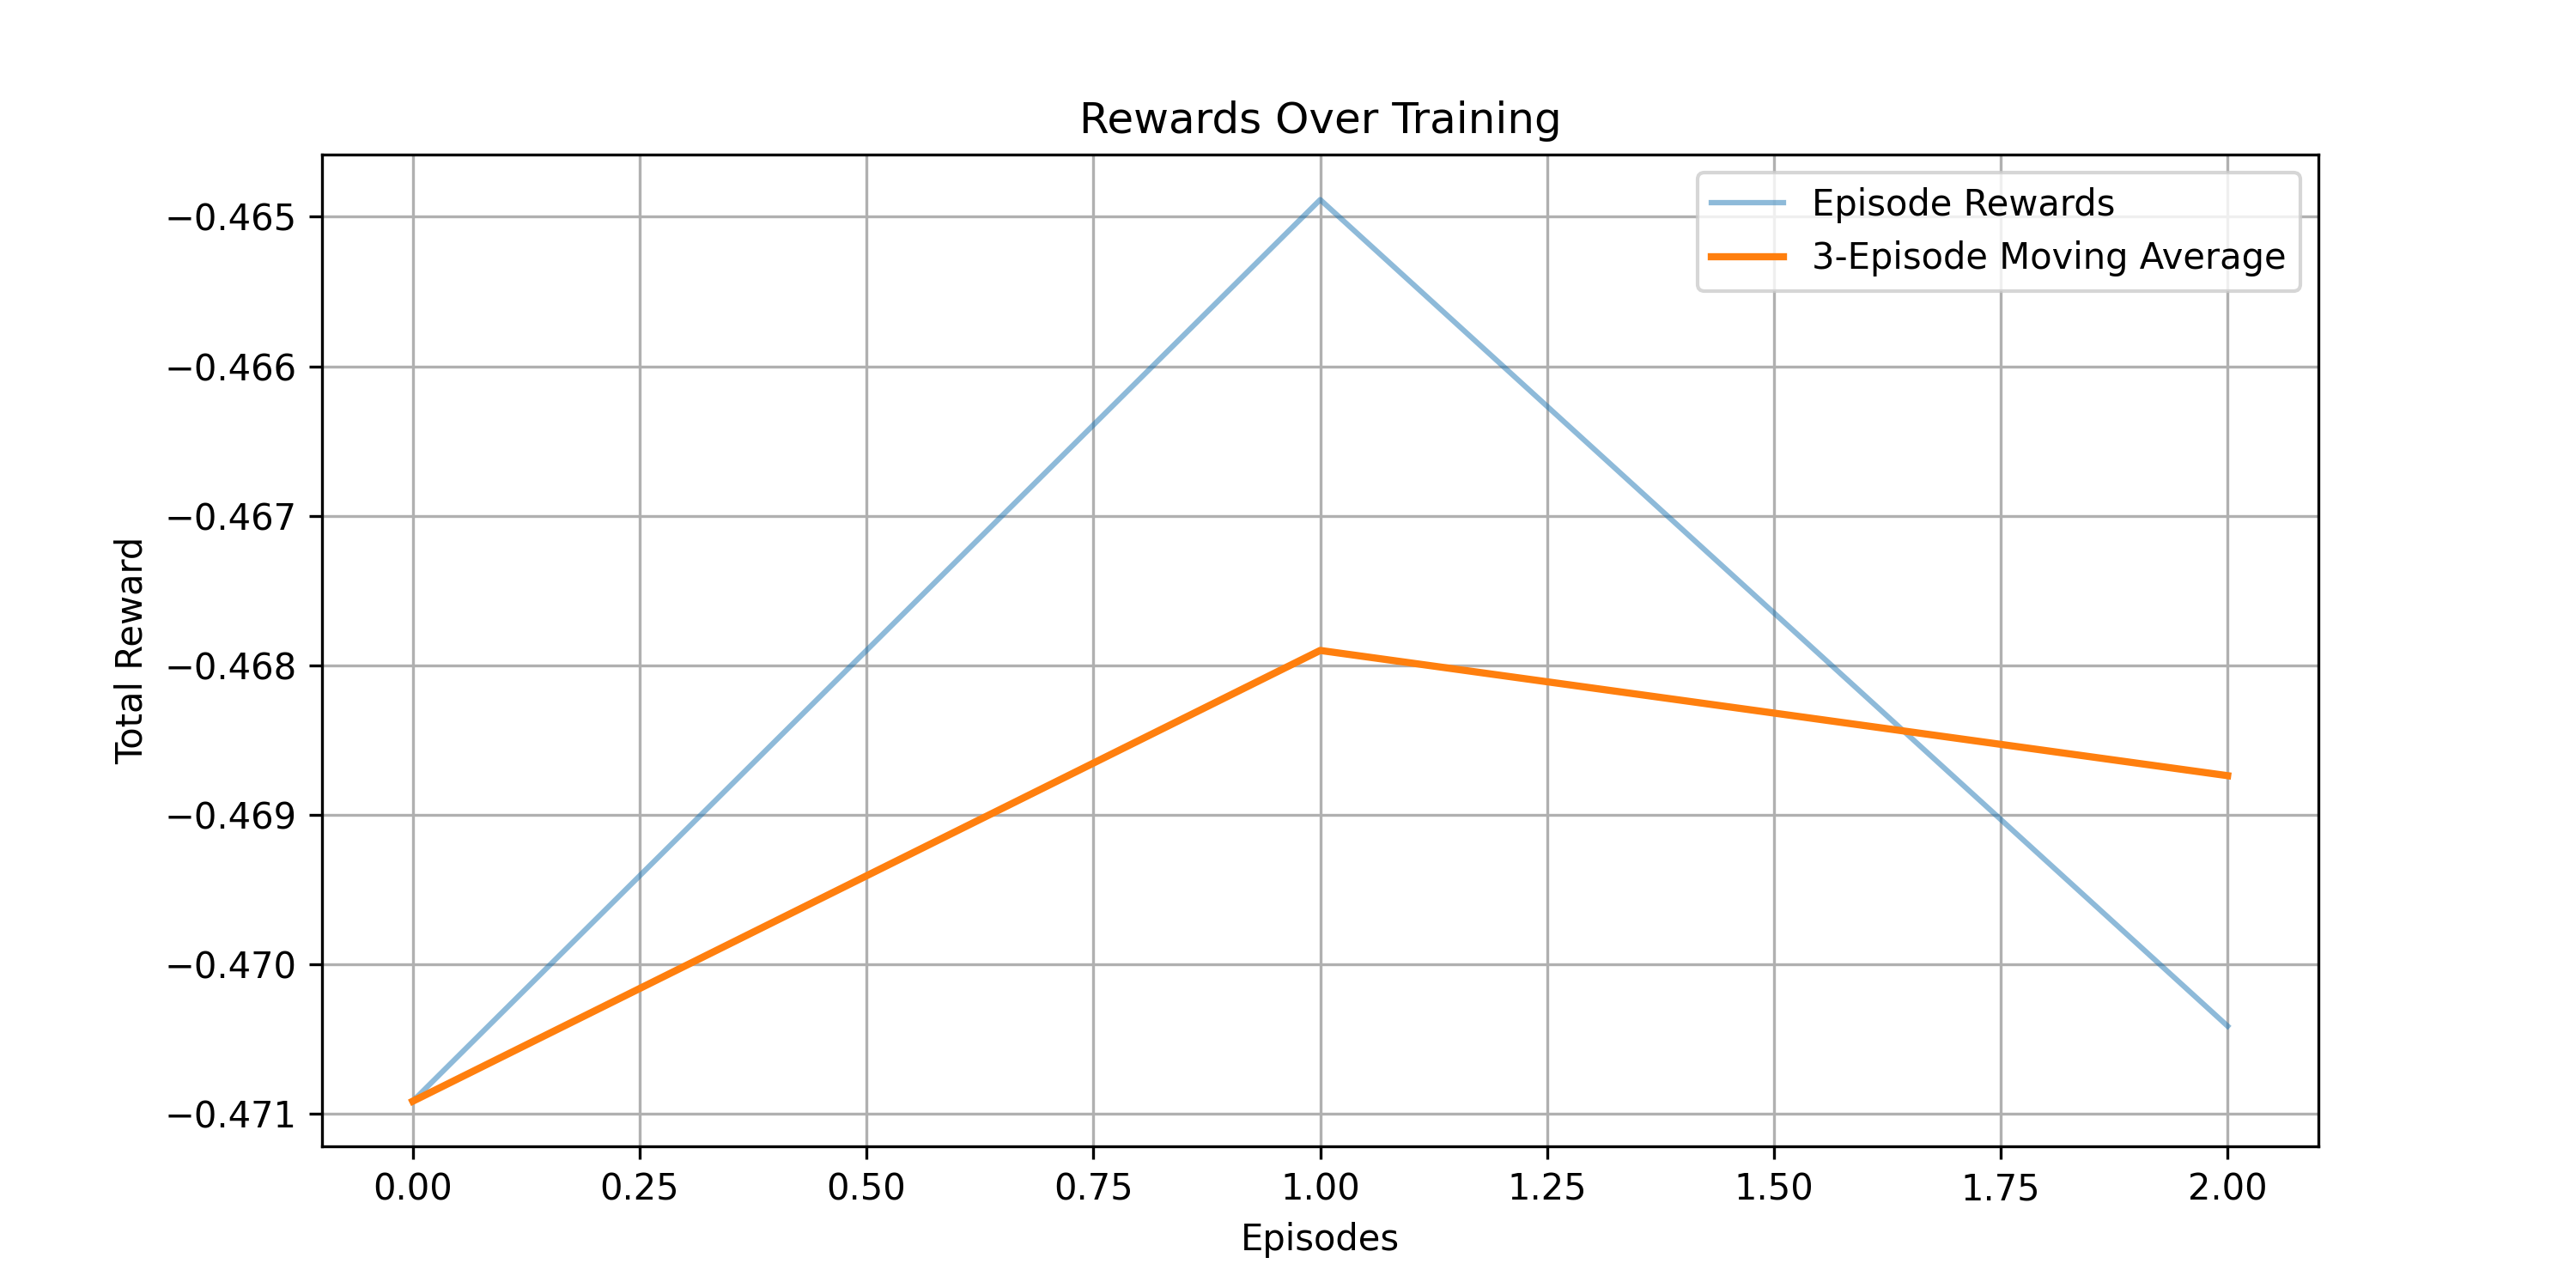 Rewards Over Training
Episode Rewards
3-Episode Moving Average
Total Reward
−0.465
−0.466
−0.467
−0.468
−0.469
−0.470
−0.471
0.00 0.25 0.50 0.75 1.00 1.25 1.50 1.75 2.00
Episodes